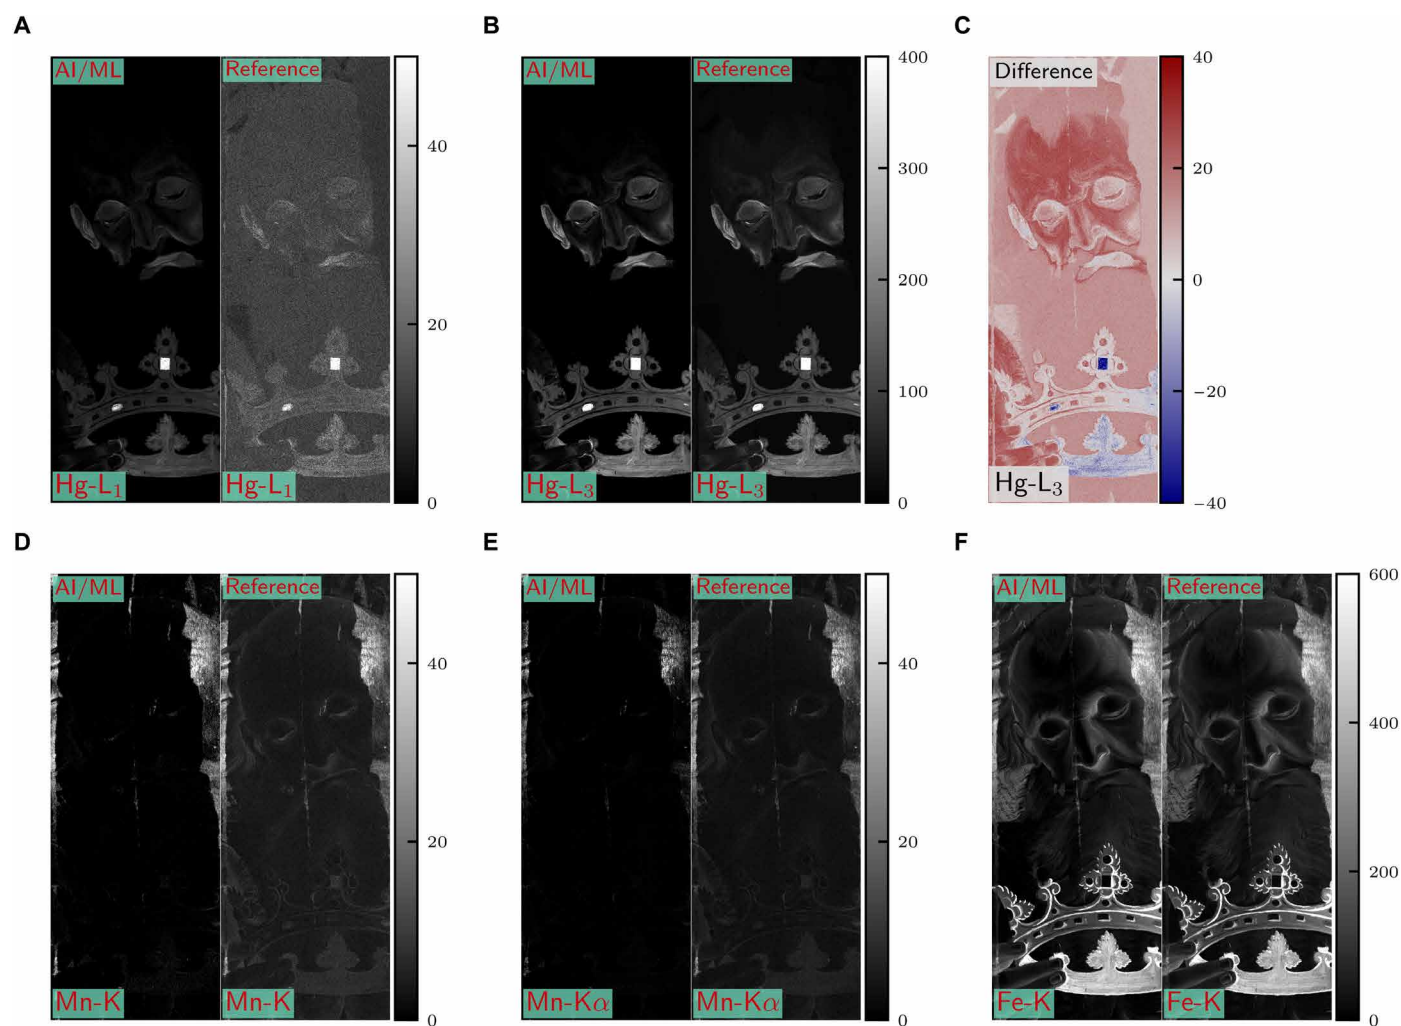 A
B
C
AI/ML
Reference
40
20
0
Hg-L₁
Hg-L₁
AI/ML
Reference
400
300
200
100
0
Hg-L₃
Hg-L₃
Difference
40
20
0
−20
−40
Hg-L₃
D
E
F
AI/ML
Reference
40
20
0
Mn-K
Mn-K
AI/ML
Reference
40
20
0
Mn-Kα
Mn-Kα
AI/ML
Reference
600
400
200
0
Fe-K
Fe-K